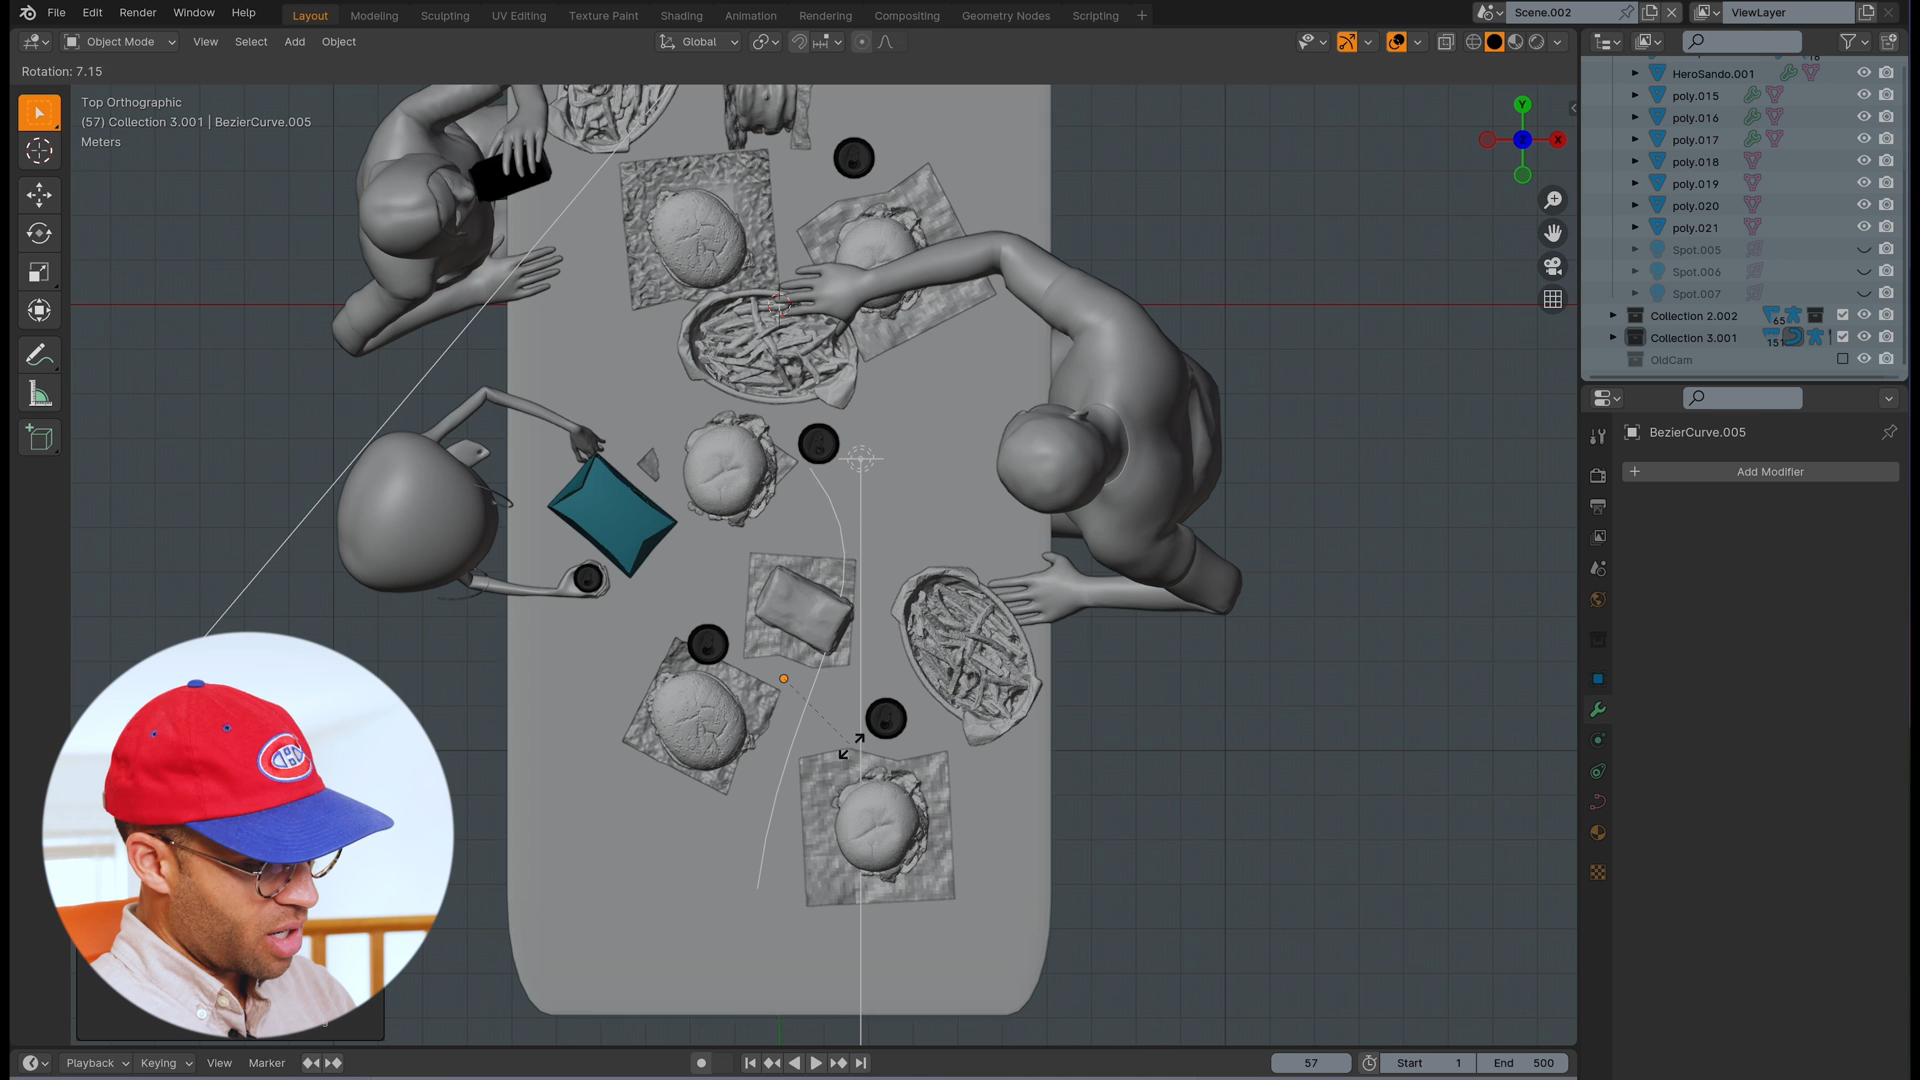 File Edit Render Window Help
Layout Modeling Sculpting UV Editing Texture Paint Shading Animation Rendering Compositing Geometry Nodes Scripting
Scene.002
ViewLayer
Object Mode View Select Add Object
Global
Rotation: 7.15
Top Orthographic
(57) Collection 3.001 | BezierCurve.005
Meters
Y
Z
X
HeroSando.001
poly.015
poly.016
poly.017
poly.018
poly.019
poly.020
poly.021
Spot.005
Spot.006
Spot.007
Collection 2.002 65
Collection 3.001 151
OldCam
BezierCurve.005
Add Modifier
Playback Keying View Marker
57
Start 1
End 500